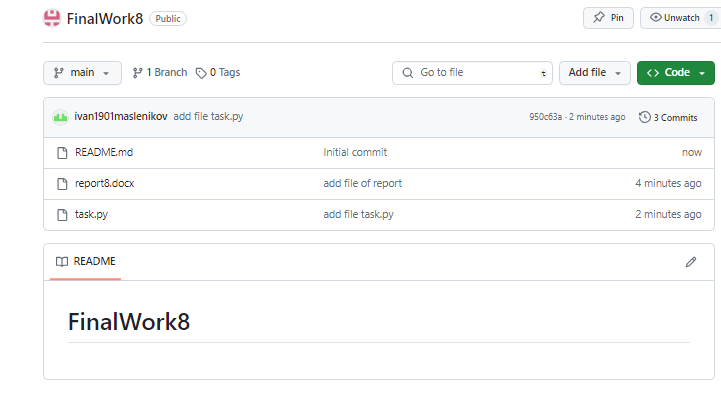 FinalWork8 Public Pin Unwatch 1
main 1 Branch 0 Tags Go to file t Add file Code
ivan1901maslenikov add file task.py 950c63a · 2 minutes ago 3 Commits
README.md Initial commit now
report8.docx add file of report 4 minutes ago
task.py add file task.py 2 minutes ago
README
FinalWork8